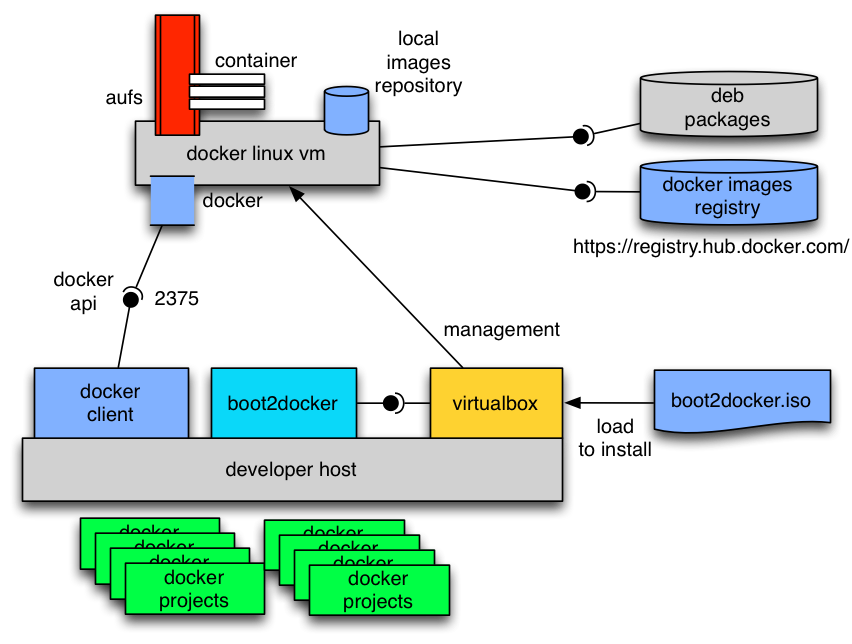 local
images
repository
container
aufs
deb
packages
docker linux vm
docker images
registry
docker
https://registry.hub.docker.com/
docker
api
2375
management
docker
client
boot2docker
virtualbox
boot2docker.iso
load
to install
developer host
docker
docker
docker
docker
projects
docker
docker
docker
docker
projects